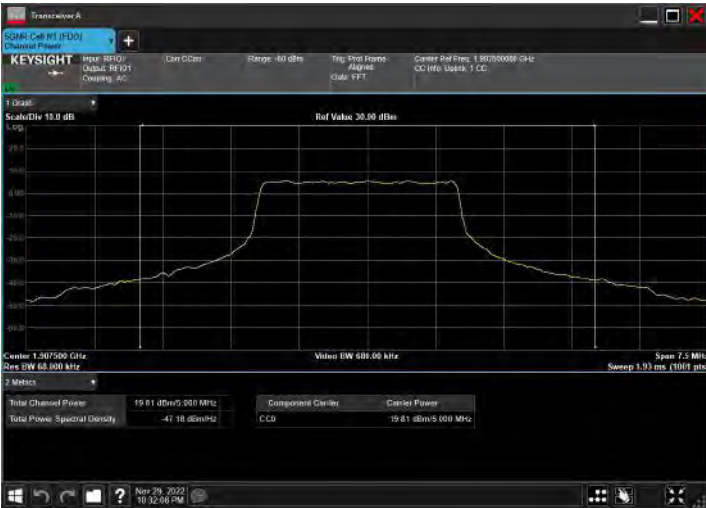 Transceiver A
5GNR Cell N1 (FDD)
Channel Power
KEYSIGHT
Input: RFIO1
Output: RFIO1
Coupling: AC
Corr CCorr
Trig: Prot Frame
Aligned
Gate: FFT
Carrier Ref Freq: 1.907500000 GHz
CC Info: Uplink, 1 CC
1 Graph
Scale/Div 10.0 dB
Ref Value 30.00 dBm
Log
Center 1.907500 GHz
Video BW 680.00 kHz
Span 7.5 MHz
Res BW 68.000 kHz
Sweep 1.93 ms (1001 pts)
2 Metrics
Total Channel Power
19.81 dBm/5.000 MHz
Total Power Spectral Density
-47.18 dBm/Hz
Component Carrier
Carrier Power
CC0
19.81 dBm/5.000 MHz
Nov 29, 2022
10:32:08 PM